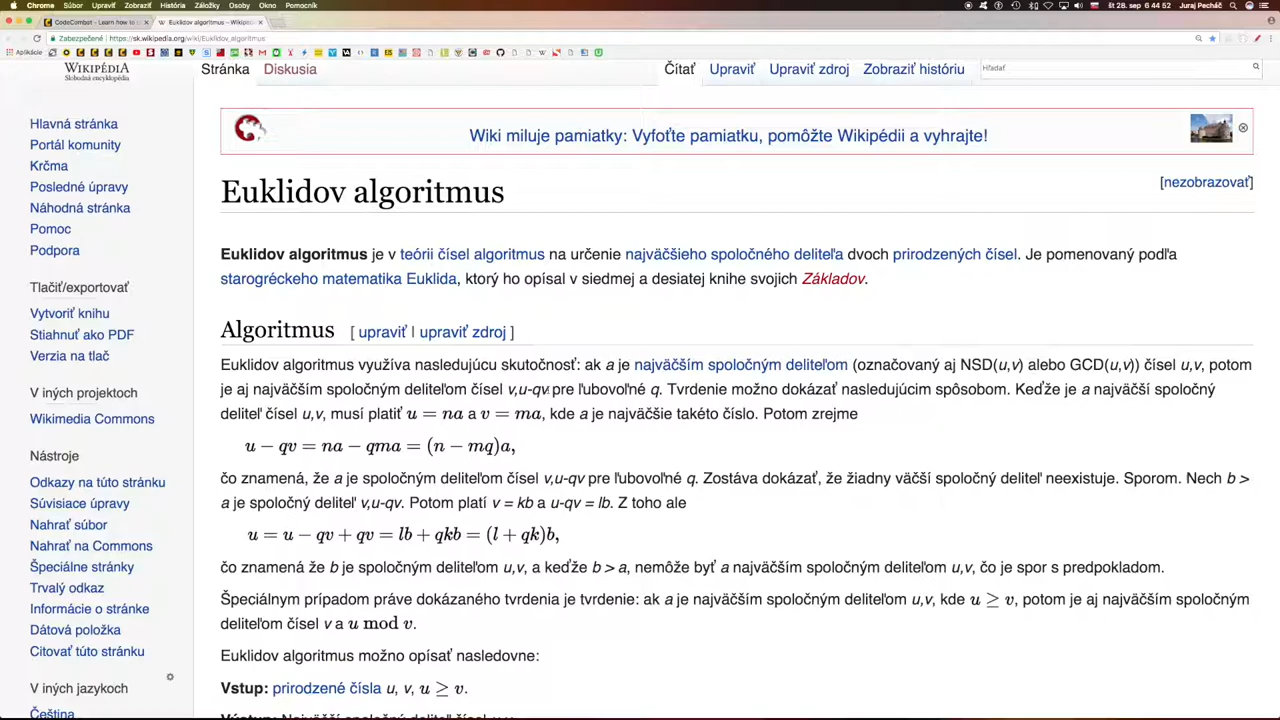 Chrome Súbor Upraviť Zobraziť História Záložky Osoby Okno Pomocník
št 28. sep 6 44 52 Juraj Pecháč
CodeCombat - Learn how to
Euklidov algoritmus – Wikip
Zabezpečené https://sk.wikipedia.org/wiki/Euklidov_algoritmus
Aplikácie
WIKIPÉDIA
Slobodná encyklopédia
Stránka Diskusia Čítať Upraviť Upraviť zdroj Zobraziť históriu Hľadať
Hlavná stránka
Portál komunity
Krčma
Posledné úpravy
Náhodná stránka
Pomoc
Podpora
Tlačiť/exportovať
Vytvoriť knihu
Stiahnuť ako PDF
Verzia na tlač
V iných projektoch
Wikimedia Commons
Nástroje
Odkazy na túto stránku
Súvisiace úpravy
Nahrať súbor
Nahrať na Commons
Špeciálne stránky
Trvalý odkaz
Informácie o stránke
Dátová položka
Citovať túto stránku
V iných jazykoch
Čeština
Wiki miluje pamiatky: Vyfoťte pamiatku, pomôžte Wikipédii a vyhrajte!
Euklidov algoritmus
[nezobrazovať]
Euklidov algoritmus je v teórii čísel algoritmus na určenie najväčšieho spoločného deliteľa dvoch prirodzených čísel. Je pomenovaný podľa
starogréckeho matematika Euklida, ktorý ho opísal v siedmej a desiatej knihe svojich Základov.
Algoritmus [ upraviť | upraviť zdroj ]
Euklidov algoritmus využíva nasledujúcu skutočnosť: ak a je najväčším spoločným deliteľom (označovaný aj NSD(u,v) alebo GCD(u,v)) čísel u,v, potom
je aj najväčším spoločným deliteľom čísel v,u-qv pre ľubovoľné q. Tvrdenie možno dokázať nasledujúcim spôsobom. Keďže je a najväčší spoločný
deliteľ čísel u,v, musí platiť u = na a v = ma, kde a je najväčšie takéto číslo. Potom zrejme
u − qv = na − qma = (n − mq)a,
čo znamená, že a je spoločným deliteľom čísel v,u-qv pre ľubovoľné q. Zostáva dokázať, že žiadny väčší spoločný deliteľ neexistuje. Sporom. Nech b >
a je spoločný deliteľ v,u-qv. Potom platí v = kb a u-qv = lb. Z toho ale
u = u − qv + qv = lb + qkb = (l + qk)b,
čo znamená že b je spoločným deliteľom u,v, a keďže b > a, nemôže byť a najväčším spoločným deliteľom u,v, čo je spor s predpokladom.
Špeciálnym prípadom práve dokázaného tvrdenia je tvrdenie: ak a je najväčším spoločným deliteľom u,v, kde u ≥ v, potom je aj najväčším spoločným
deliteľom čísel v a u mod v.
Euklidov algoritmus možno opísať nasledovne:
Vstup: prirodzené čísla u, v, u ≥ v.
Výstup: Najväčší spoločný deliteľ čísel u,v